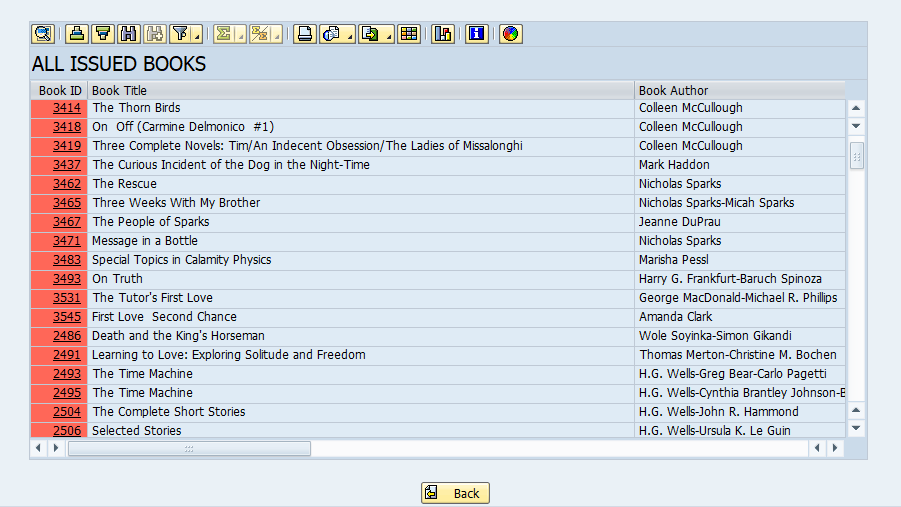 ALL ISSUED BOOKS
Book ID Book Title Book Author
3414 The Thorn Birds Colleen McCullough
3418 On  Off (Carmine Delmonico  #1) Colleen McCullough
3419 Three Complete Novels: Tim/An Indecent Obsession/The Ladies of Missalonghi Colleen McCullough
3437 The Curious Incident of the Dog in the Night-Time Mark Haddon
3462 The Rescue Nicholas Sparks
3465 Three Weeks With My Brother Nicholas Sparks-Micah Sparks
3467 The People of Sparks Jeanne DuPrau
3471 Message in a Bottle Nicholas Sparks
3483 Special Topics in Calamity Physics Marisha Pessl
3493 On Truth Harry G. Frankfurt-Baruch Spinoza
3531 The Tutor's First Love George MacDonald-Michael R. Phillips
3545 First Love  Second Chance Amanda Clark
2486 Death and the King's Horseman Wole Soyinka-Simon Gikandi
2491 Learning to Love: Exploring Solitude and Freedom Thomas Merton-Christine M. Bochen
2493 The Time Machine H.G. Wells-Greg Bear-Carlo Pagetti
2495 The Time Machine H.G. Wells-Cynthia Brantley Johnson-B
2504 The Complete Short Stories H.G. Wells-John R. Hammond
2506 Selected Stories H.G. Wells-Ursula K. Le Guin
Back